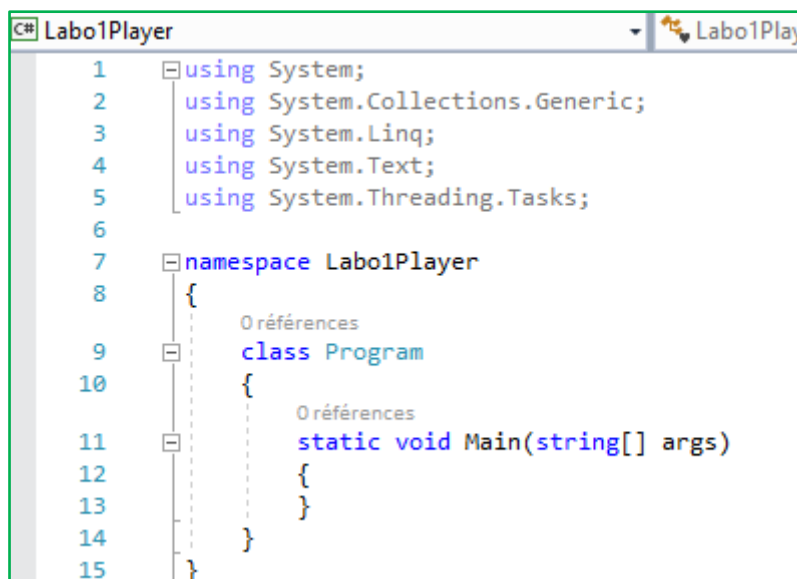 C# Labo1Player Labo1Play
1 using System;
2 using System.Collections.Generic;
3 using System.Linq;
4 using System.Text;
5 using System.Threading.Tasks;
6
7 namespace Labo1Player
8 {
0 références
9 class Program
10 {
0 références
11 static void Main(string[] args)
12 {
13 }
14 }
15 }